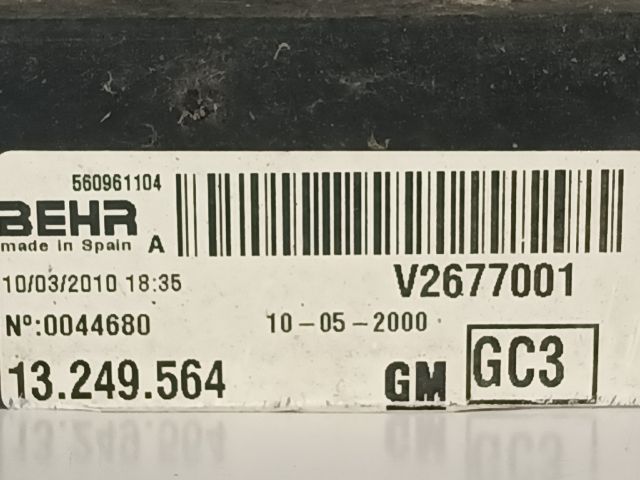 560961104
BEHR
made in Spain A
10/03/2010 18:35 V2677001
Nº:0044680 10-05-2000
13.249.564 GM GC3